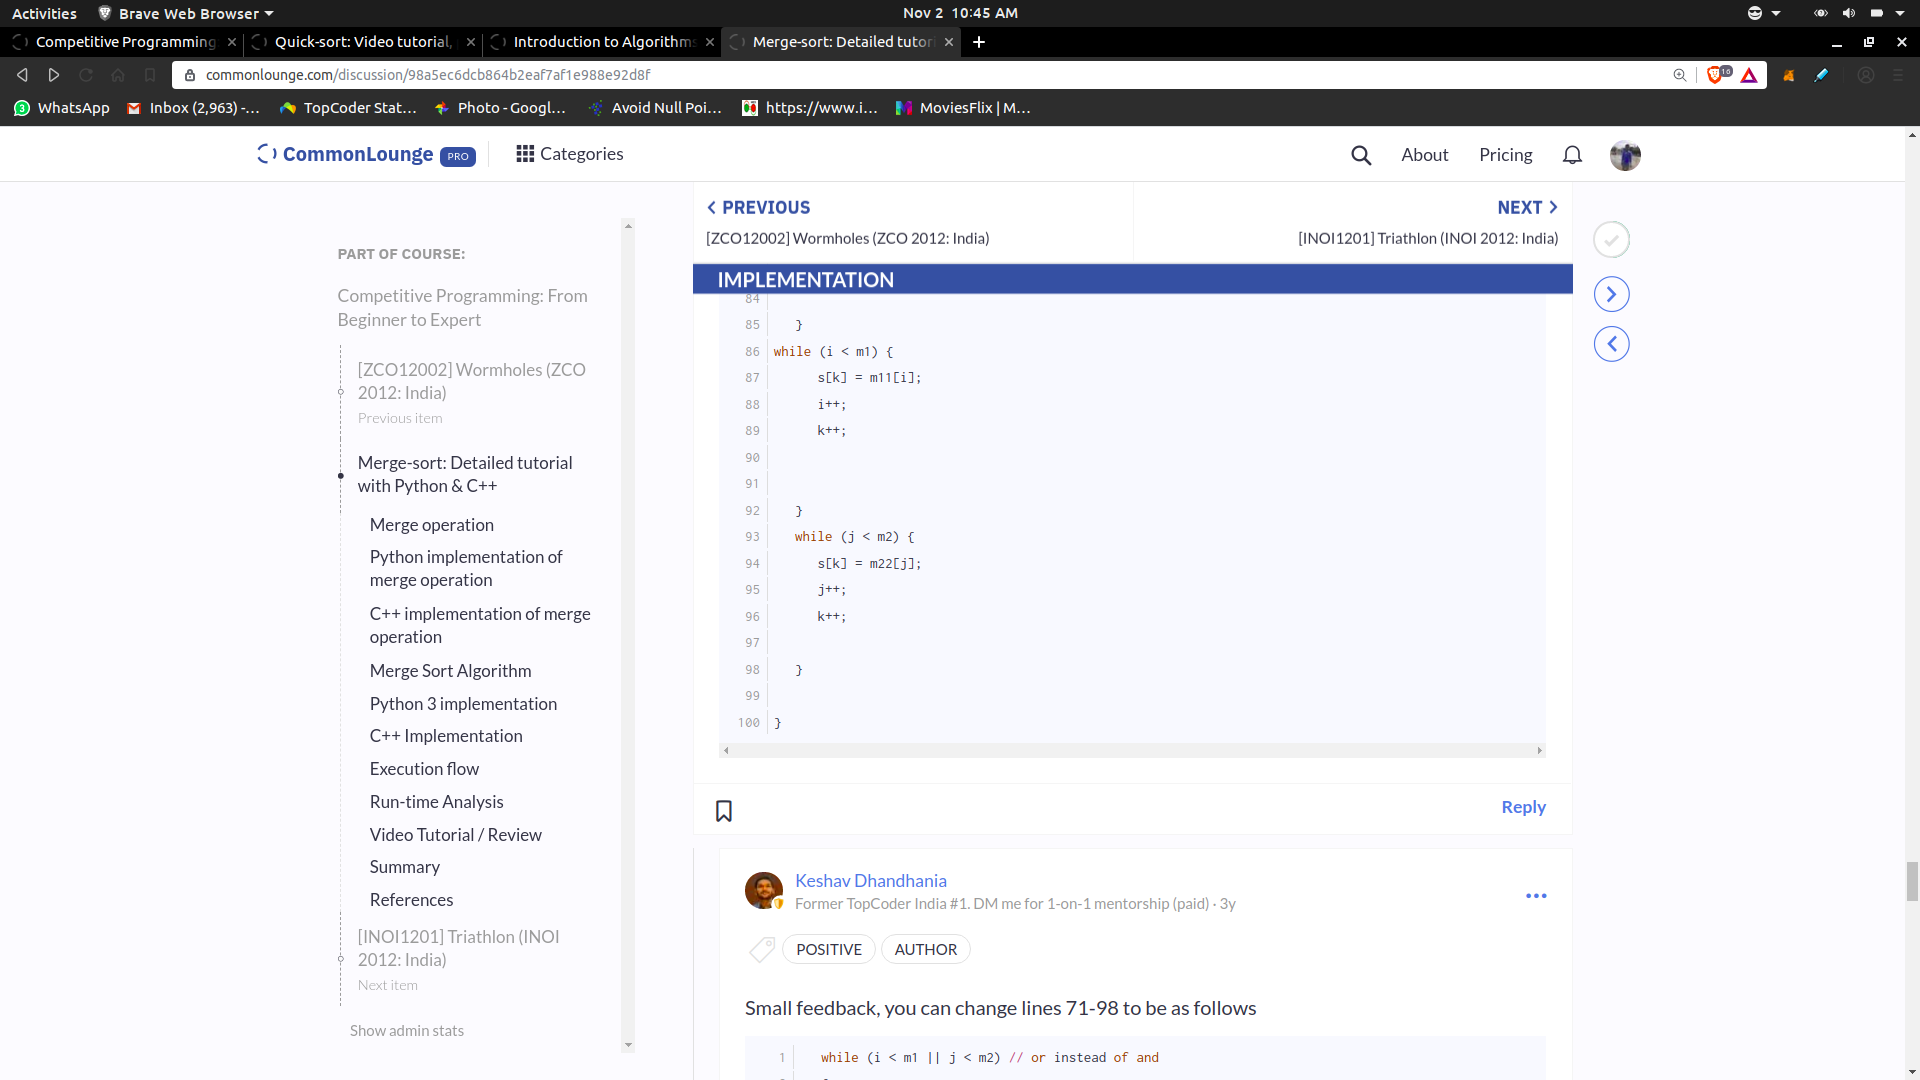 Activities
Brave Web Browser
Nov 2 10:45 AM
Competitive Programming
Quick-sort: Video tutorial,
Introduction to Algorithms
Merge-sort: Detailed tutori
commonlounge.com/discussion/98a5ec6dcb864b2eaf7af1e988e92d8f
16
3
WhatsApp
Inbox (2,963) -...
TopCoder Stat...
Photo - Googl...
Avoid Null Poi...
https://www.i...
MoviesFlix | M...
CommonLounge PRO
Categories
About
Pricing
PREVIOUS
[ZCO12002] Wormholes (ZCO 2012: India)
NEXT
[INOI1201] Triathlon (INOI 2012: India)
PART OF COURSE:
Competitive Programming: From
Beginner to Expert
[ZCO12002] Wormholes (ZCO
2012: India)
Previous item
Merge-sort: Detailed tutorial
with Python & C++
Merge operation
Python implementation of
merge operation
C++ implementation of merge
operation
Merge Sort Algorithm
Python 3 implementation
C++ Implementation
Execution flow
Run-time Analysis
Video Tutorial / Review
Summary
References
[INOI1201] Triathlon (INOI
2012: India)
Next item
Show admin stats
IMPLEMENTATION
84
85 }
86 while (i < m1) {
87 s[k] = m11[i];
88 i++;
89 k++;
90
91
92 }
93 while (j < m2) {
94 s[k] = m22[j];
95 j++;
96 k++;
97
98 }
99
100 }
Reply
Keshav Dhandhania
Former TopCoder India #1. DM me for 1-on-1 mentorship (paid) · 3y
POSITIVE
AUTHOR
Small feedback, you can change lines 71-98 to be as follows
1 while (i < m1 || j < m2) // or instead of and